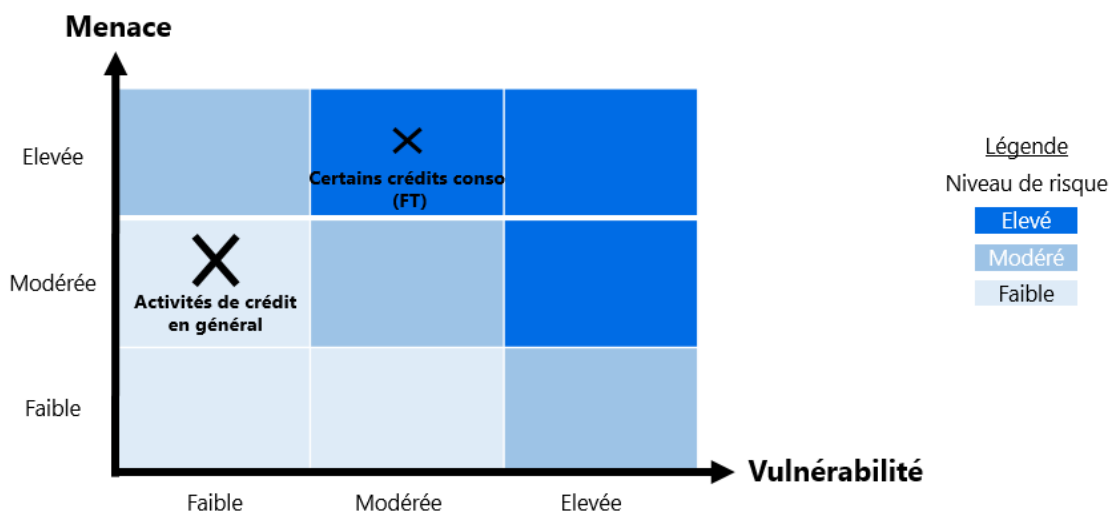 Menace
Elevée
Certains crédits conso
(FT)
Modérée
Activités de crédit
en général
Faible
Vulnérabilité
Faible
Modérée
Elevée
Légende
Niveau de risque
Elevé
Modéré
Faible